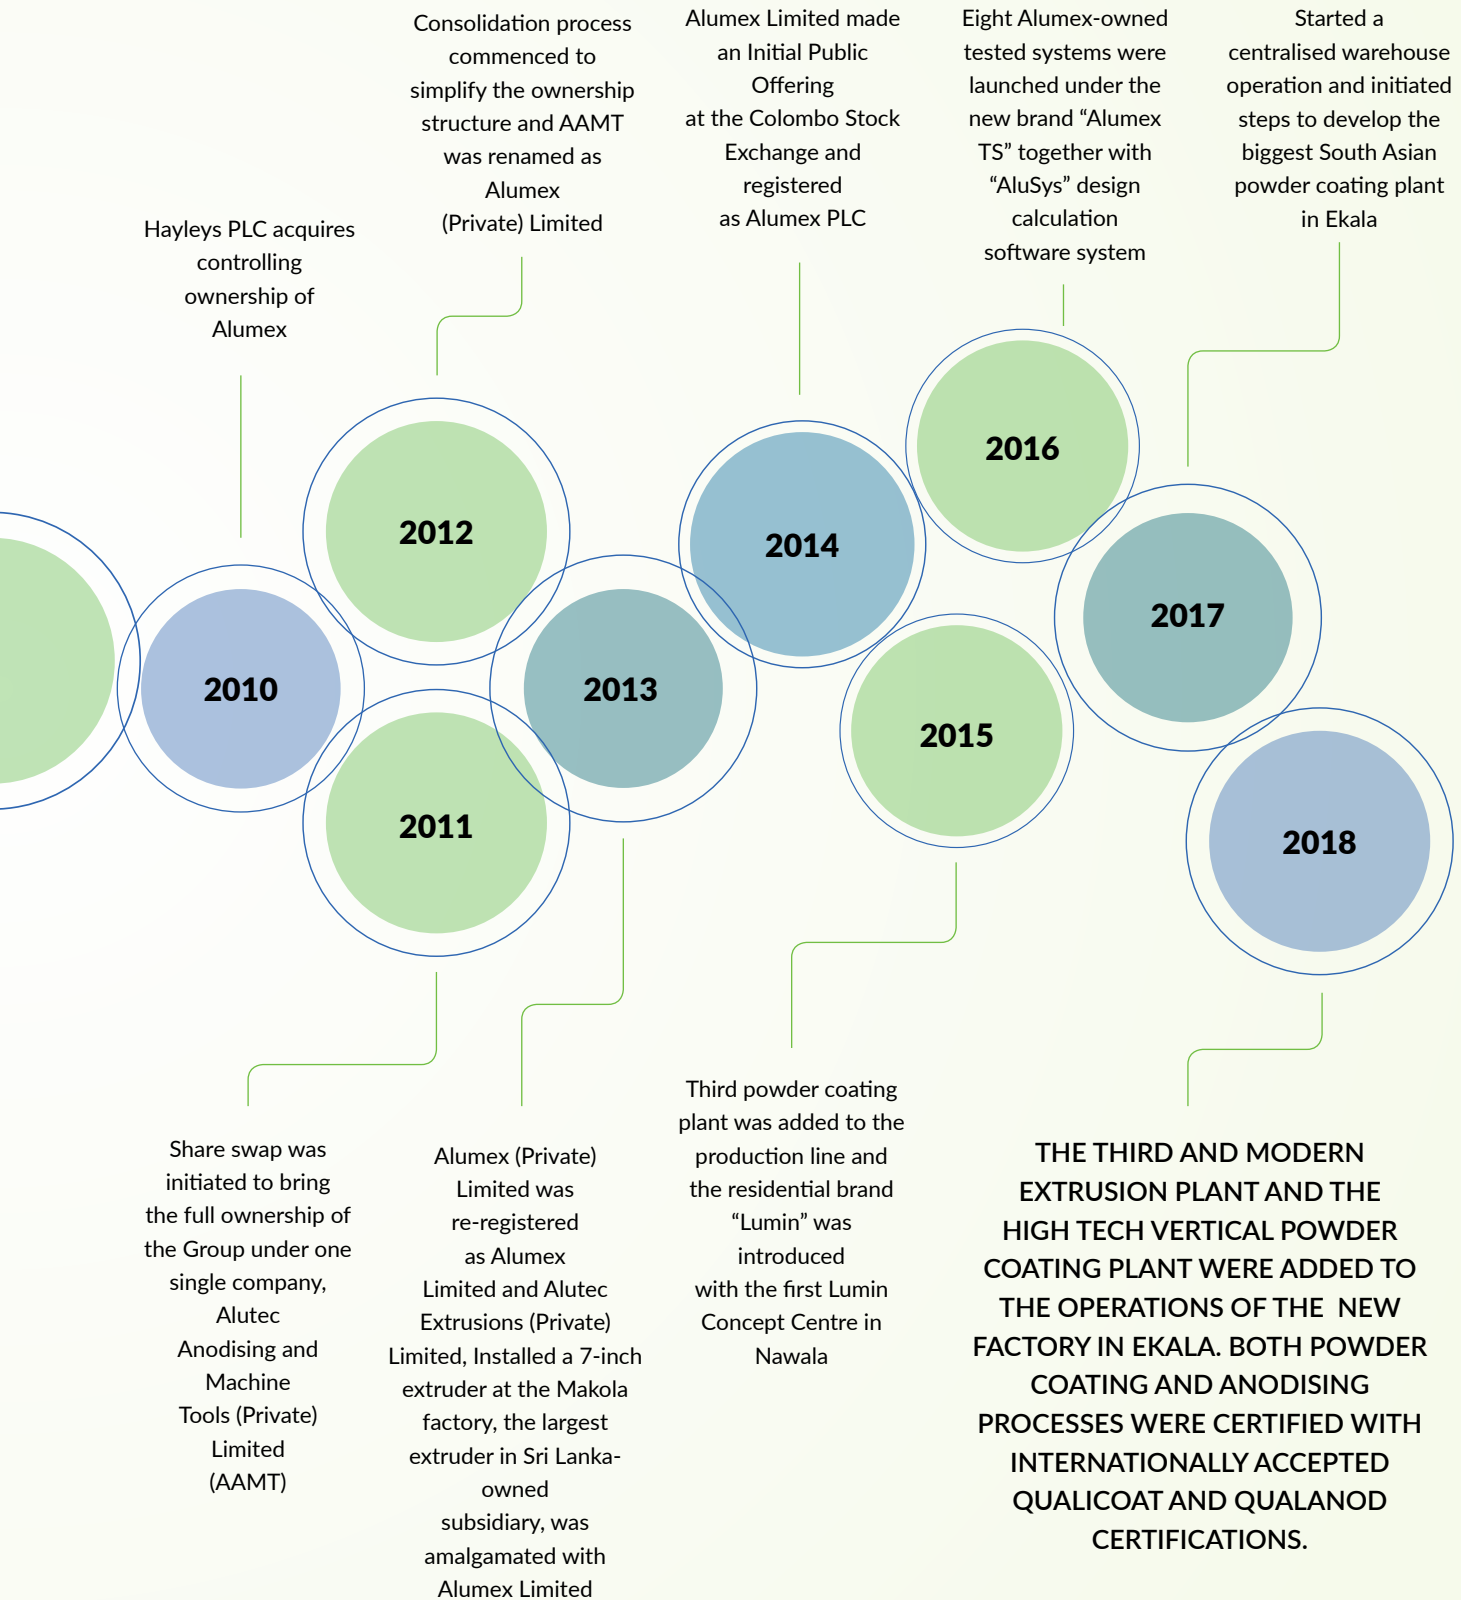 Consolidation process
commenced to
simplify the ownership
structure and AAMT
was renamed as
Alumex
(Private) Limited
Alumex Limited made
an Initial Public
Offering
at the Colombo Stock
Exchange and
registered
as Alumex PLC
Eight Alumex-owned
tested systems were
launched under the
new brand “Alumex
TS” together with
“AluSys” design
calculation
software system
Started a
centralised warehouse
operation and initiated
steps to develop the
biggest South Asian
powder coating plant
in Ekala
Hayleys PLC acquires
controlling
ownership of
Alumex
2016
2012
2014
2017
2010
2013
2015
2011
2018
Share swap was
initiated to bring
the full ownership of
the Group under one
single company,
Alutec
Anodising and
Machine
Tools (Private)
Limited
(AAMT)
Alumex (Private)
Limited was
re-registered
as Alumex
Limited and Alutec
Extrusions (Private)
Limited, Installed a 7-inch
extruder at the Makola
factory, the largest
extruder in Sri Lanka-
owned
subsidiary, was
amalgamated with
Alumex Limited
Third powder coating
plant was added to the
production line and
the residential brand
“Lumin” was
introduced
with the first Lumin
Concept Centre in
Nawala
THE THIRD AND MODERN
EXTRUSION PLANT AND THE
HIGH TECH VERTICAL POWDER
COATING PLANT WERE ADDED TO
THE OPERATIONS OF THE  NEW
FACTORY IN EKALA. BOTH POWDER
COATING AND ANODISING
PROCESSES WERE CERTIFIED WITH
INTERNATIONALLY ACCEPTED
QUALICOAT AND QUALANOD
CERTIFICATIONS.